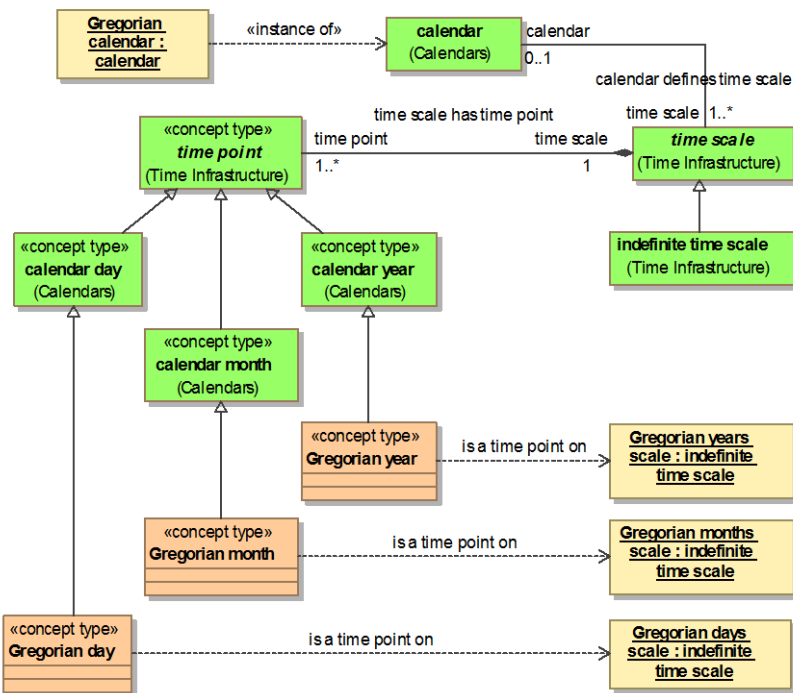 Gregorian
calendar :
calendar
«instance of»
calendar
(Calendars)
calendar
0..1
calendar defines time scale
time scale
1..*
time scale has time point
«concept type»
time point
(Time Infrastructure)
time point
1..*
time scale
1
time scale
(Time Infrastructure)
«concept type»
calendar day
(Calendars)
«concept type»
calendar year
(Calendars)
indefinite time scale
(Time Infrastructure)
«concept type»
calendar month
(Calendars)
«concept type»
Gregorian year
is a time point on
Gregorian years
scale : indefinite
time scale
«concept type»
Gregorian month
is a time point on
Gregorian months
scale : indefinite
time scale
«concept type»
Gregorian day
is a time point on
Gregorian days
scale : indefinite
time scale